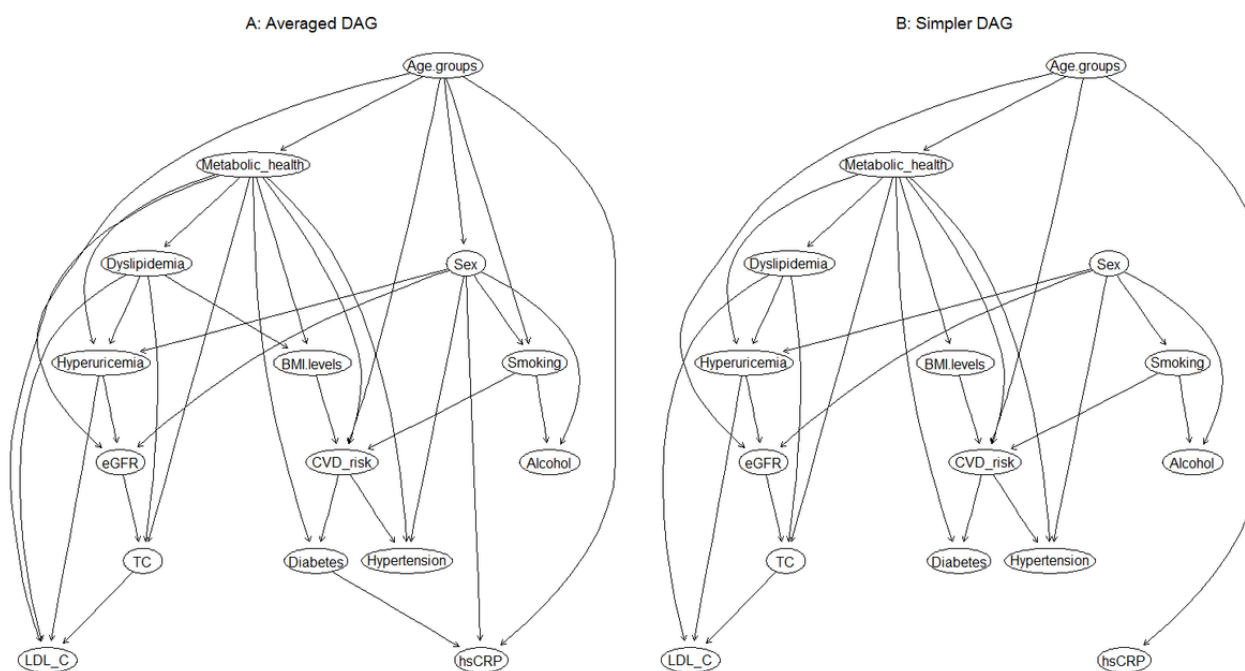 A: Averaged DAG
Age.groups
Metabolic_health
Dyslipidemia
Sex
Hyperuricemia
BMI.levels
Smoking
eGFR
CVD_risk
Alcohol
TC
Diabetes
Hypertension
LDL_C
hsCRP
B: Simpler DAG
Age.groups
Metabolic_health
Dyslipidemia
Sex
Hyperuricemia
BMI.levels
Smoking
eGFR
CVD_risk
Alcohol
TC
Diabetes
Hypertension
LDL_C
hsCRP